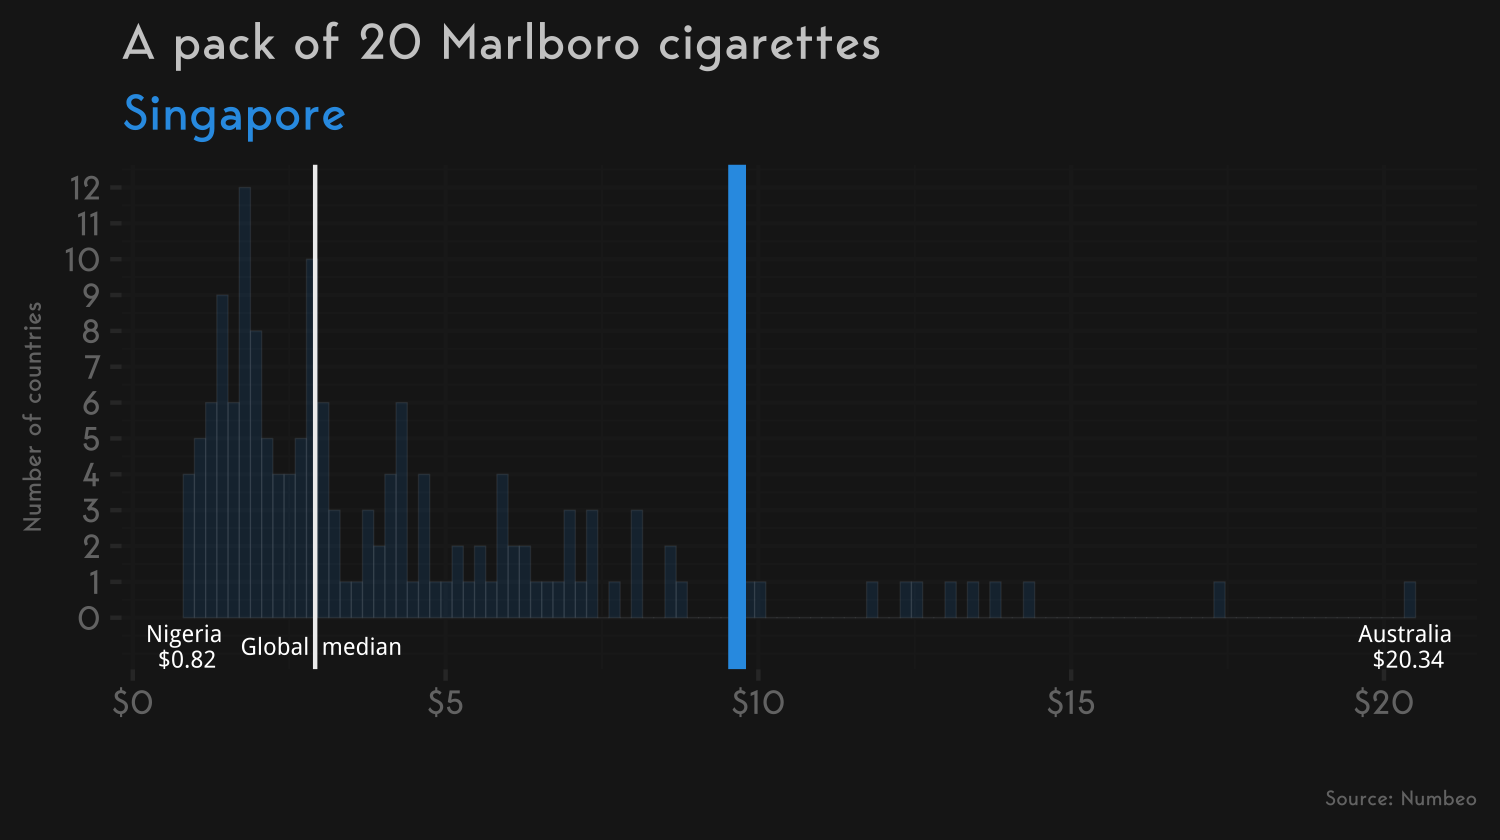 A pack of 20 Marlboro cigarettes
Singapore
Number of countries
12
11
10
9
8
7
6
5
4
3
2
1
0
Nigeria
$0.82
Global median
Australia
$20.34
$0 $5 $10 $15 $20
Source: Numbeo